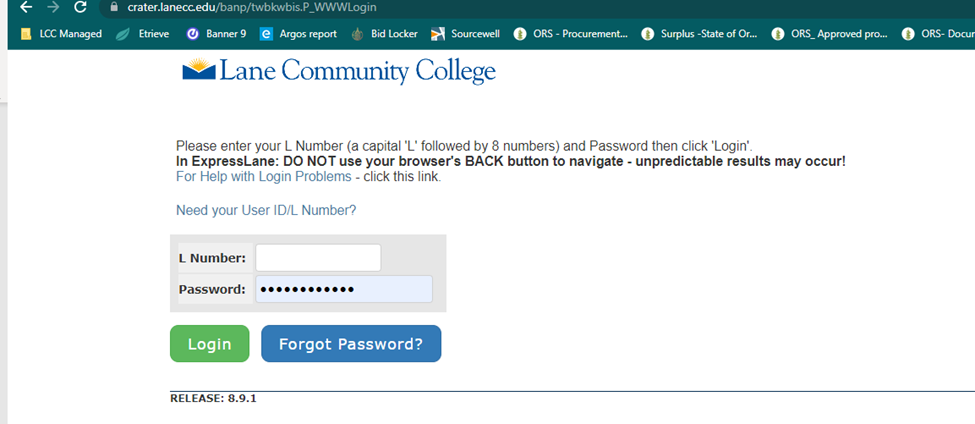 crater.lanecc.edu/banp/twbkwbis.P_WWWLogin
LCC Managed Etrieve Banner 9 Argos report Bid Locker Sourcewell ORS - Procurement... Surplus -State of Or... ORS_ Approved pro... ORS- Docur
Lane Community College
Please enter your L Number (a capital 'L' followed by 8 numbers) and Password then click 'Login'.
In ExpressLane: DO NOT use your browser's BACK button to navigate - unpredictable results may occur!
For Help with Login Problems - click this link.
Need your User ID/L Number?
L Number:
Password: ••••••••••••
Login Forgot Password?
RELEASE: 8.9.1